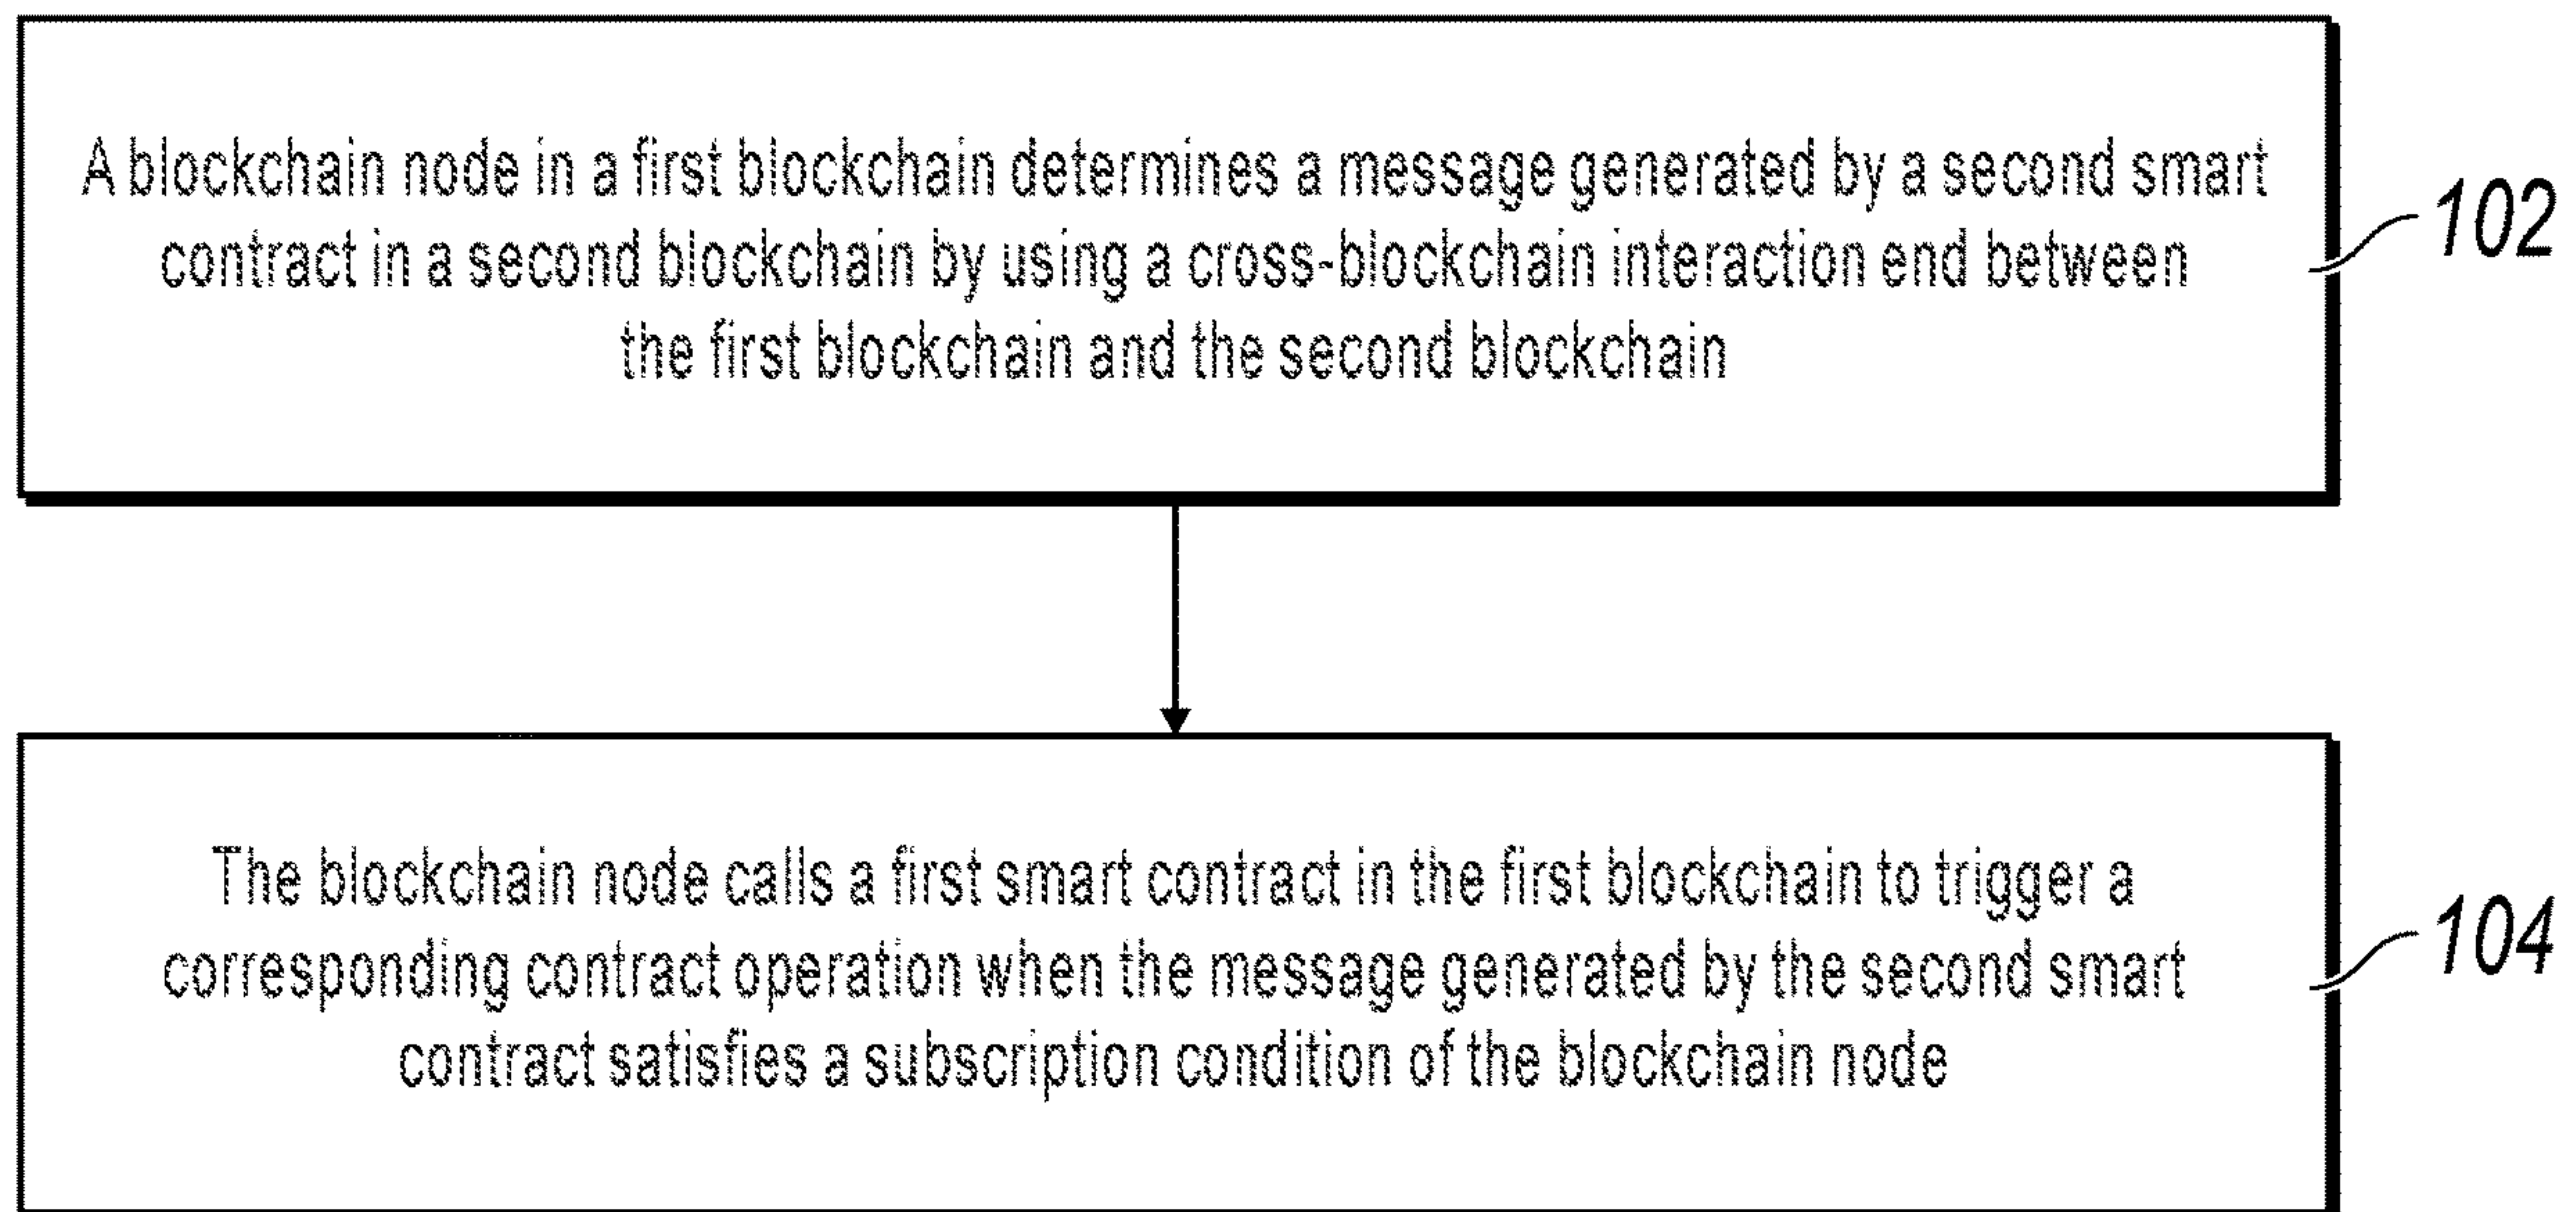 A blockchain node in a first blockchain determines a message generated by a second smart
contract in a second blockchain by using a cross-blockchain interaction end between
the first blockchain and the second blockchain
102
The blockchain node calls a first smart contract in the first blockchain to trigger a
corresponding contract operation when the message generated by the second smart
contract satisfies a subscription condition of the blockchain node
104